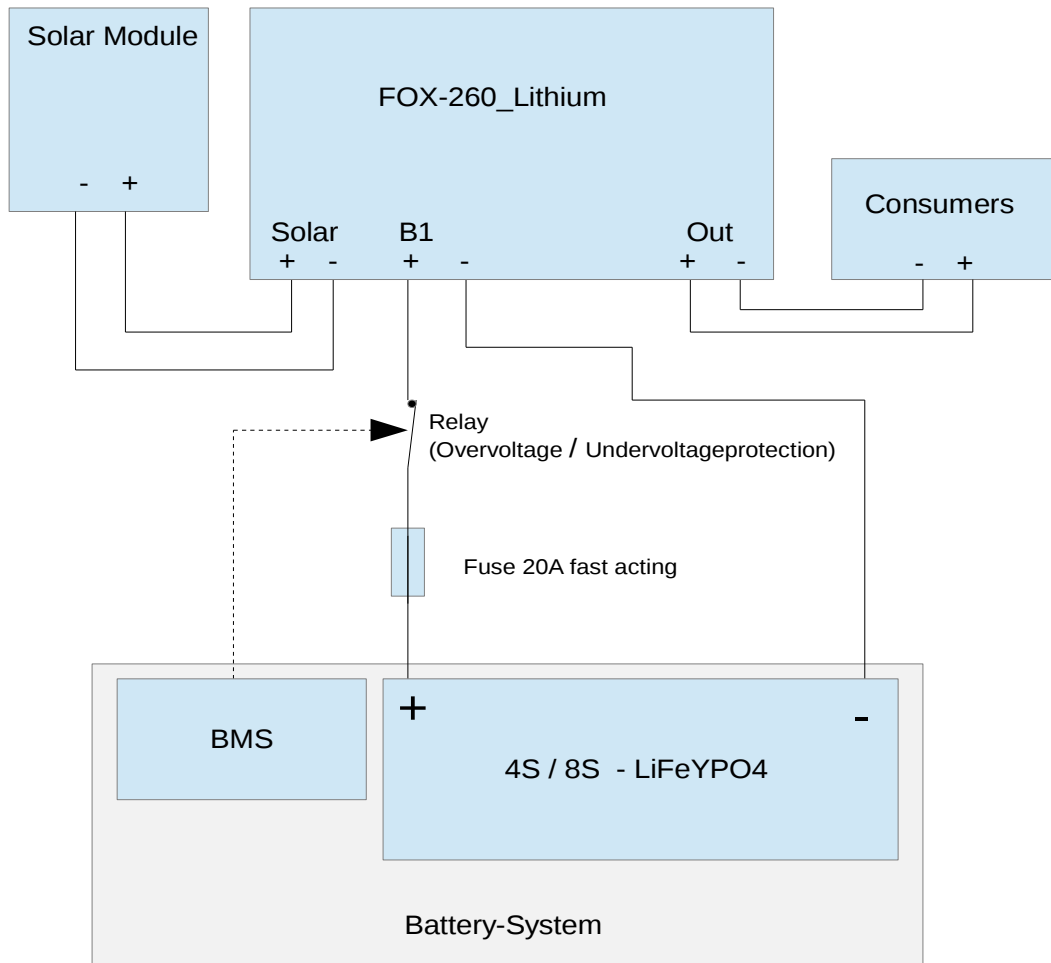 Solar Module
- +
FOX-260_Lithium
Solar B1 Out
+ - + - + -
Consumers
- +
Relay
(Overvoltage / Undervoltageprotection)
Fuse 20A fast acting
+ -
BMS
4S / 8S - LiFeYPO4
Battery-System